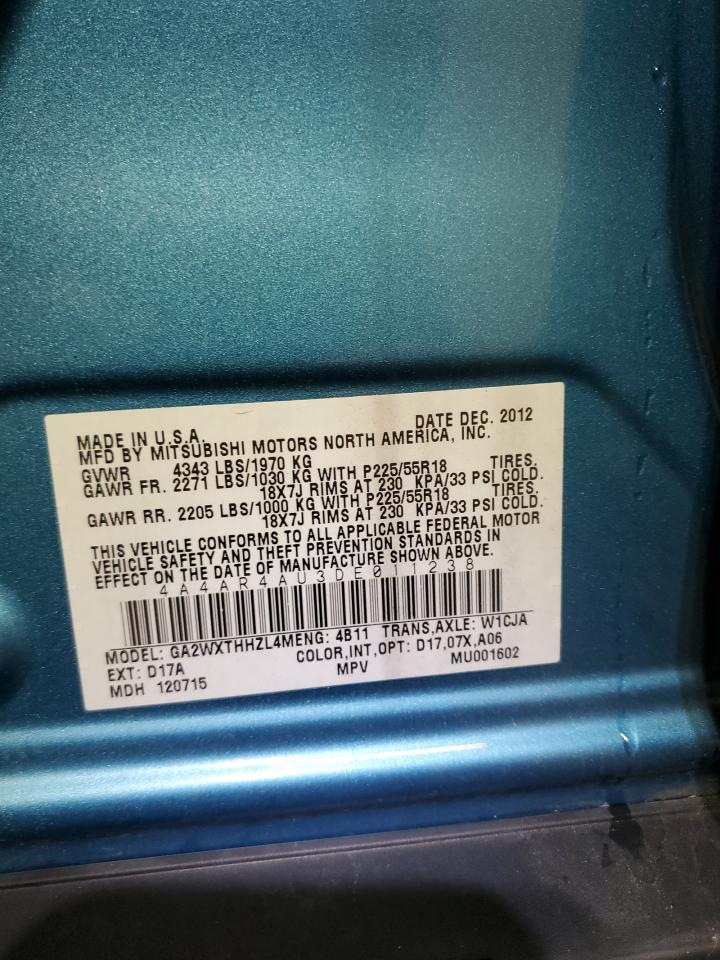 MADE IN U.S.A. DATE DEC. 2012
MFD BY MITSUBISHI MOTORS NORTH AMERICA, INC.
GVWR 4343 LBS/1970 KG
GAWR FR. 2271 LBS/1030 KG WITH P225/55R18 TIRES.
18X7J RIMS AT 230 KPA/33 PSI COLD.
GAWR RR. 2205 LBS/1000 KG WITH P225/55R18 TIRES.
18X7J RIMS AT 230 KPA/33 PSI COLD.
THIS VEHICLE CONFORMS TO ALL APPLICABLE FEDERAL MOTOR
VEHICLE SAFETY AND THEFT PREVENTION STANDARDS IN
EFFECT ON THE DATE OF MANUFACTURE SHOWN ABOVE.
4A4AR4AU3DE011238
MODEL: GA2WXTHHZL4MENG: 4B11 TRANS,AXLE: W1CJA
EXT: D17A COLOR,INT,OPT: D17,07X,A06
MDH 120715 MPV MU001602